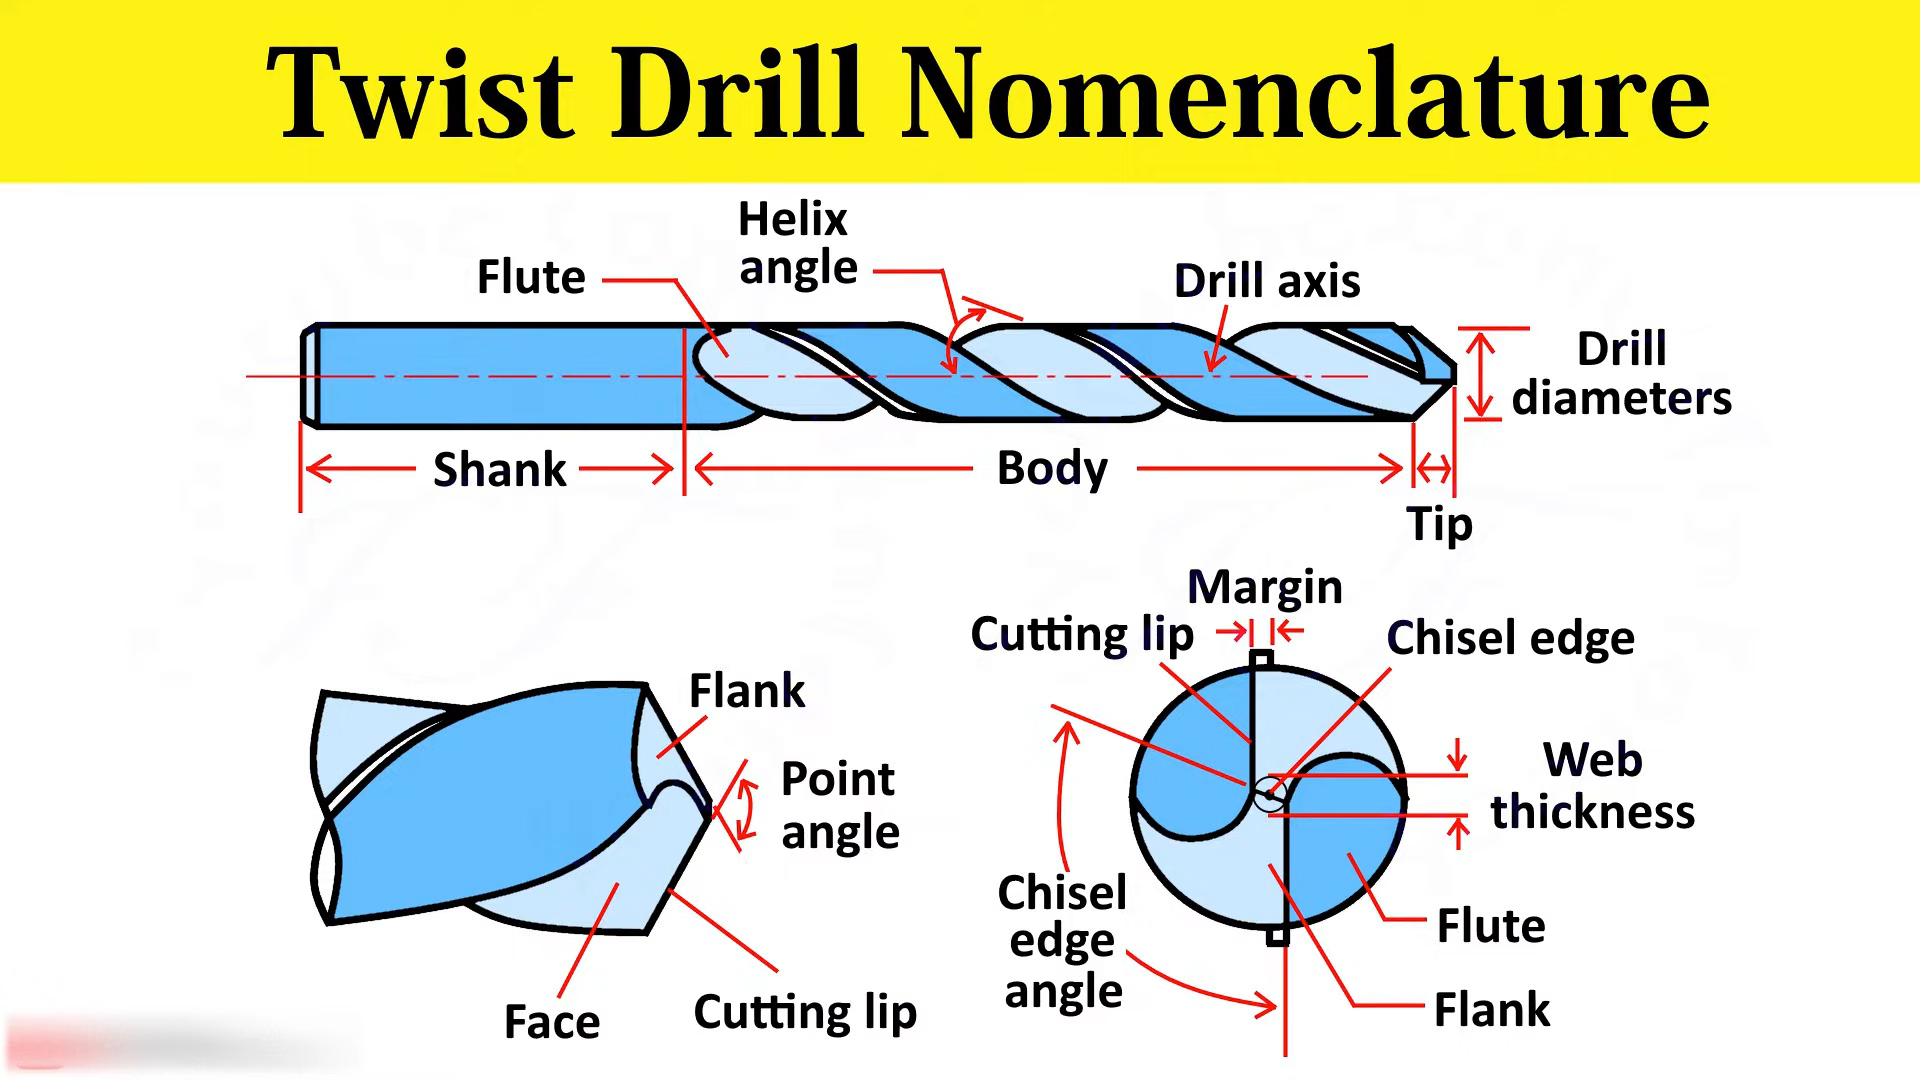 Twist Drill Nomenclature
Helix
angle
Flute
Drill axis
Drill
diameters
Shank
Body
Tip
Margin
Cutting lip
Chisel edge
Flank
Point
angle
Web
thickness
Chisel
edge
angle
Flute
Flank
Face
Cutting lip